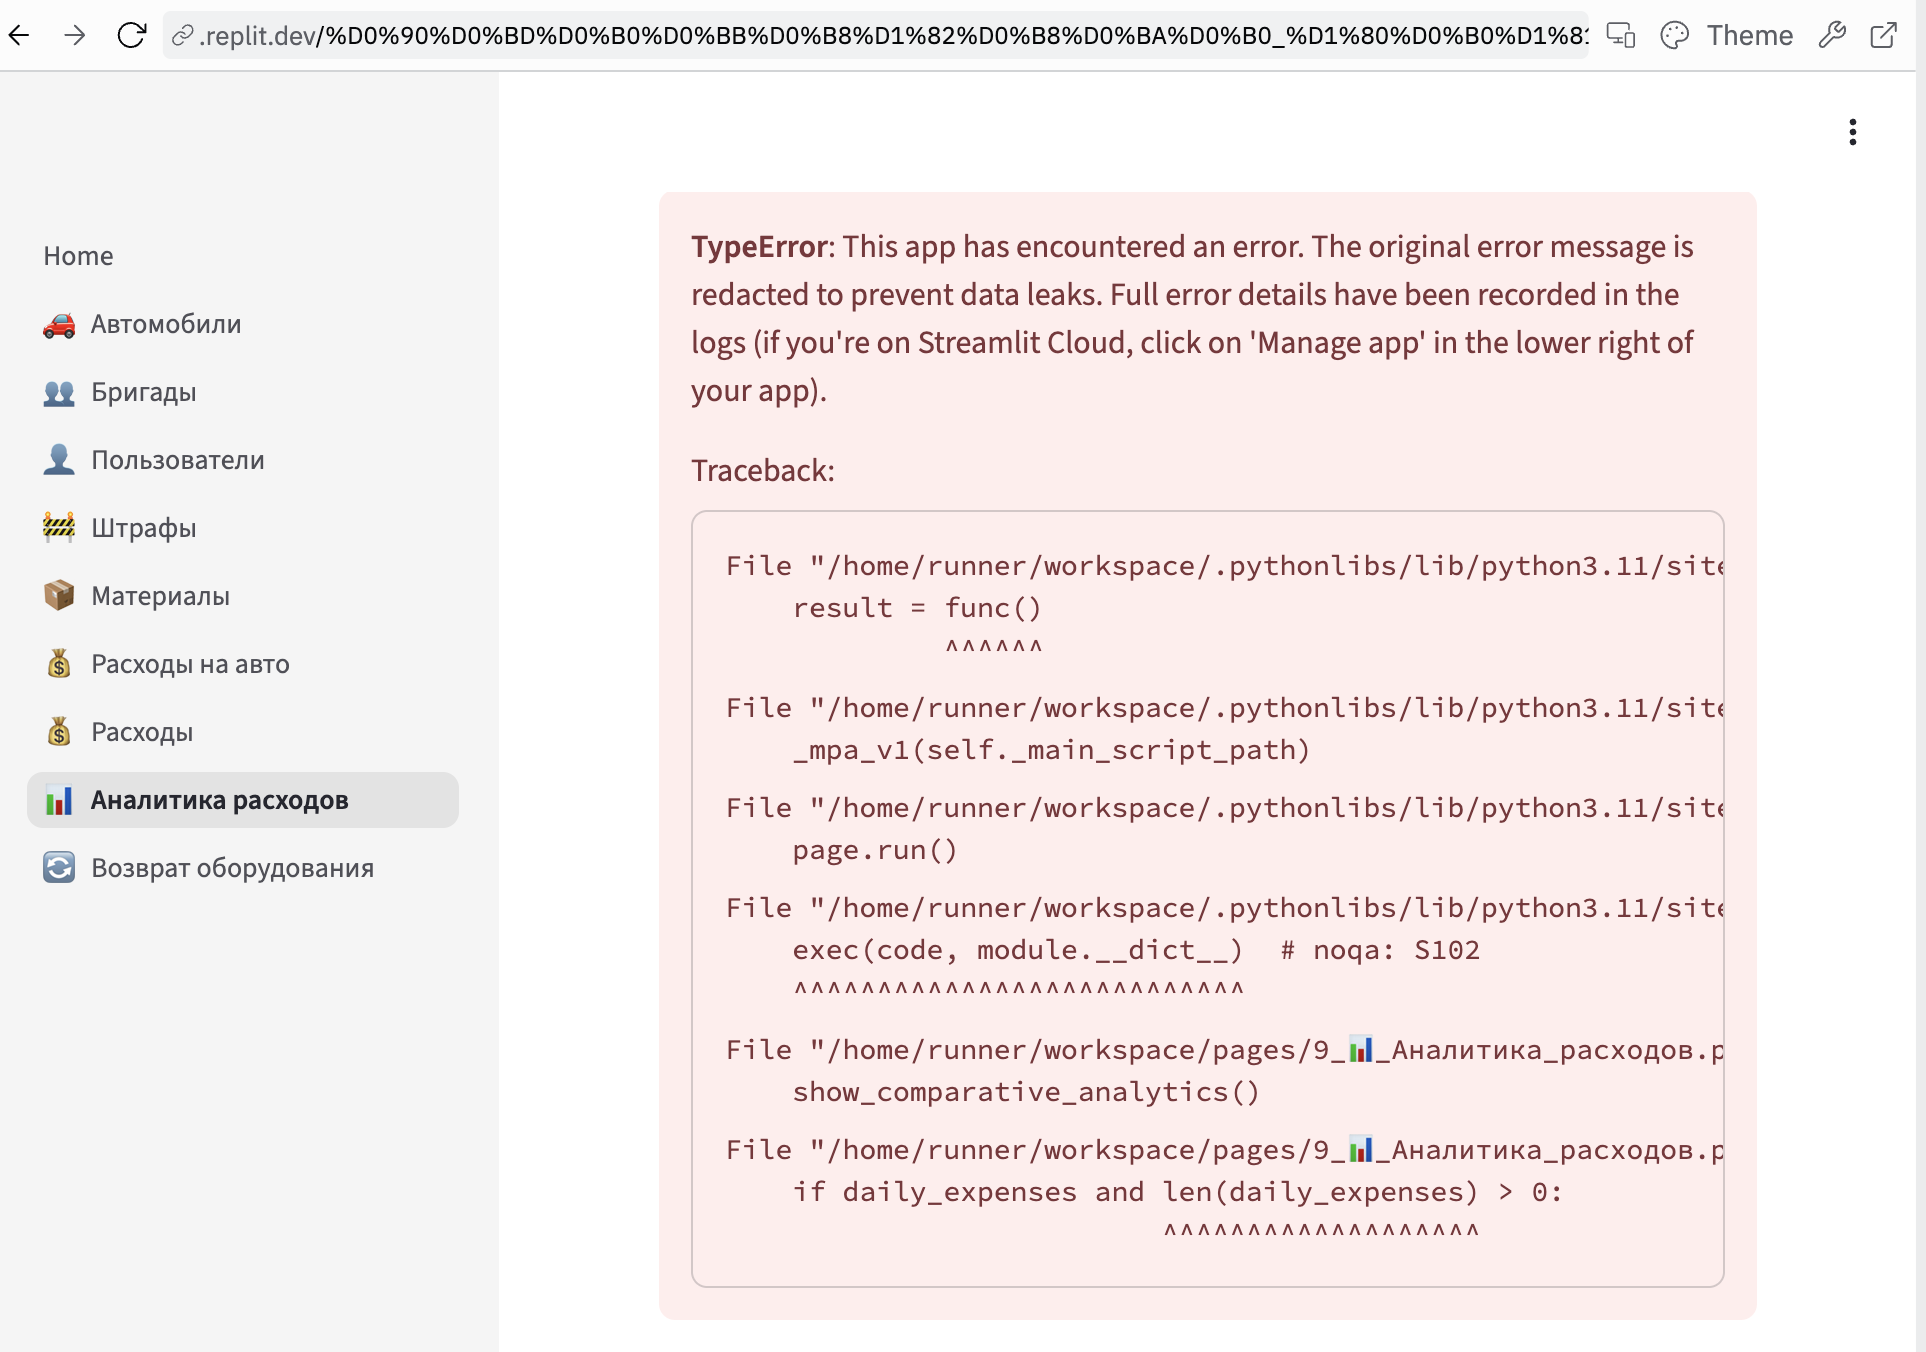 .replit.dev/%D0%90%D0%BD%D0%B0%D0%BB%D0%B8%D1%82%D0%B8%D0%BA%D0%B0_%D1%80%D0%B0%D1%81
Theme
Home
Автомобили
Бригады
Пользователи
Штрафы
Материалы
Расходы на авто
Расходы
Аналитика расходов
Возврат оборудования
TypeError: This app has encountered an error. The original error message is
redacted to prevent data leaks. Full error details have been recorded in the
logs (if you're on Streamlit Cloud, click on 'Manage app' in the lower right of
your app).
Traceback:
File "/home/runner/workspace/.pythonlibs/lib/python3.11/site
result = func()
^^^^^^
File "/home/runner/workspace/.pythonlibs/lib/python3.11/site
_mpa_v1(self._main_script_path)
File "/home/runner/workspace/.pythonlibs/lib/python3.11/site
page.run()
File "/home/runner/workspace/.pythonlibs/lib/python3.11/site
exec(code, module.__dict__)  # noqa: S102
^^^^^^^^^^^^^^^^^^^^^^^^^^^
File "/home/runner/workspace/pages/9_📊_Аналитика_расходов.p
show_comparative_analytics()
File "/home/runner/workspace/pages/9_📊_Аналитика_расходов.p
if daily_expenses and len(daily_expenses) > 0:
^^^^^^^^^^^^^^^^^^^